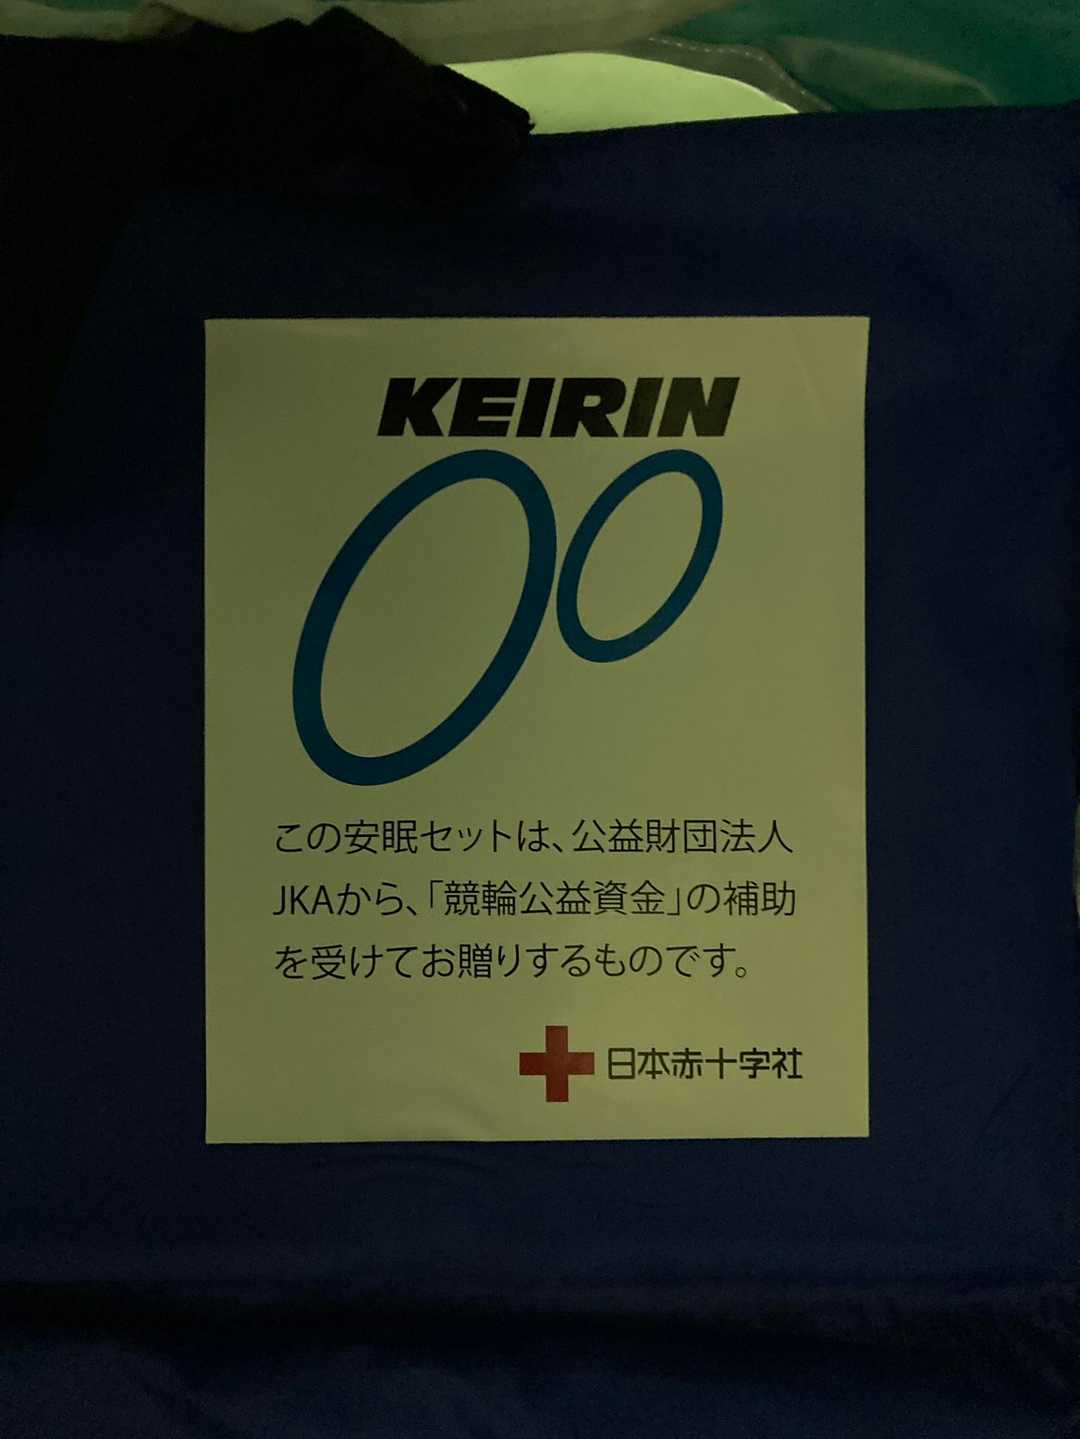 KEIRIN
この安眠セットは、公益財団法人
JKAから、「競輪公益資金」の補助
を受けてお贈りするものです。
日本赤十字社